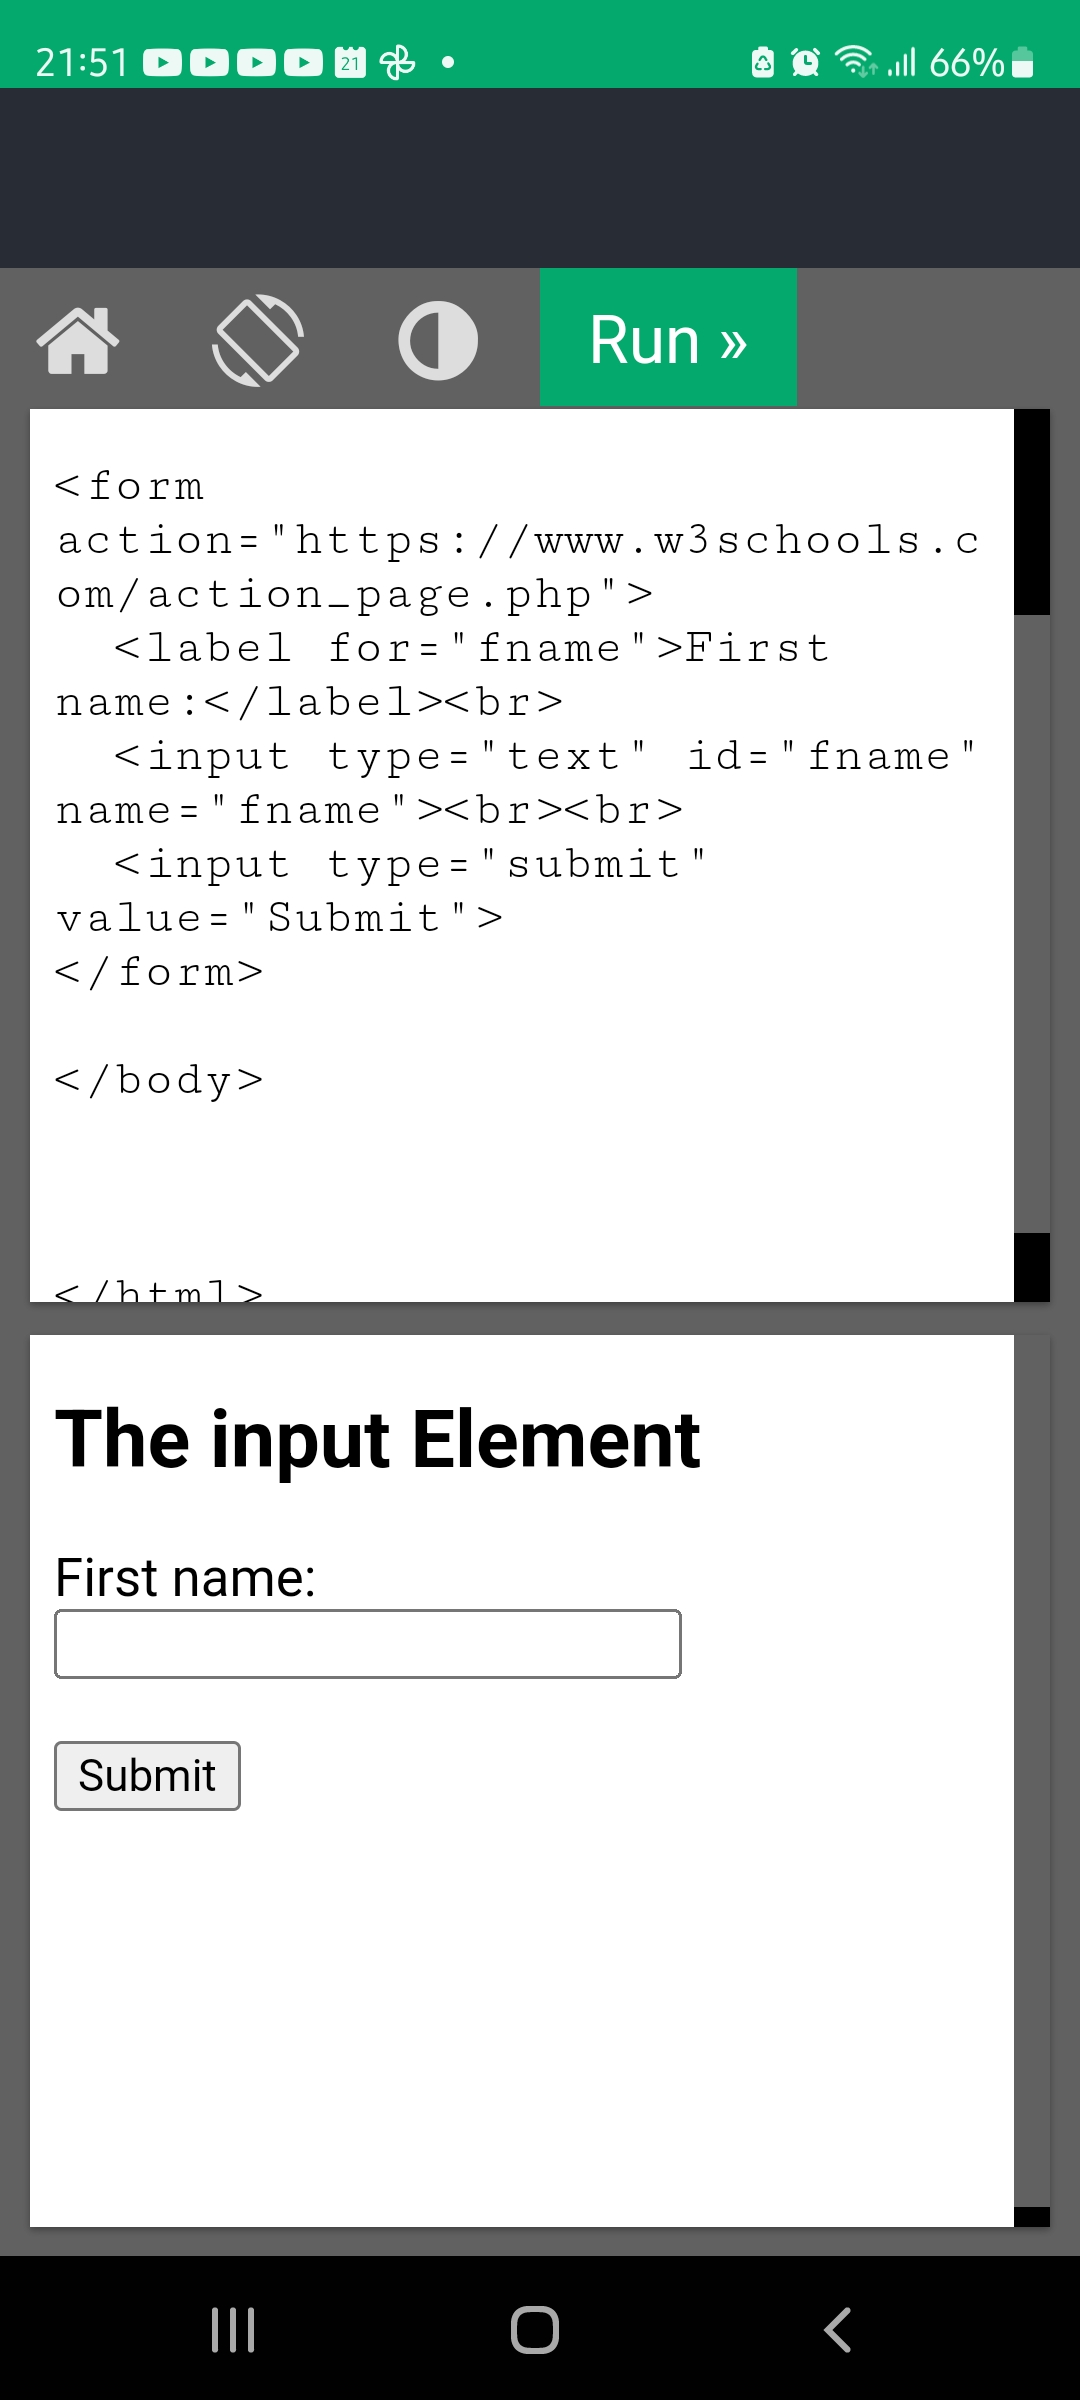 21:51 21 66%
Run »
<form
action="https://www.w3schools.c
om/action_page.php">
  <label for="fname">First
name:</label><br>
  <input type="text" id="fname"
name="fname"><br><br>
  <input type="submit"
value="Submit">
</form>
</body>
</html>
The input Element
First name:
Submit